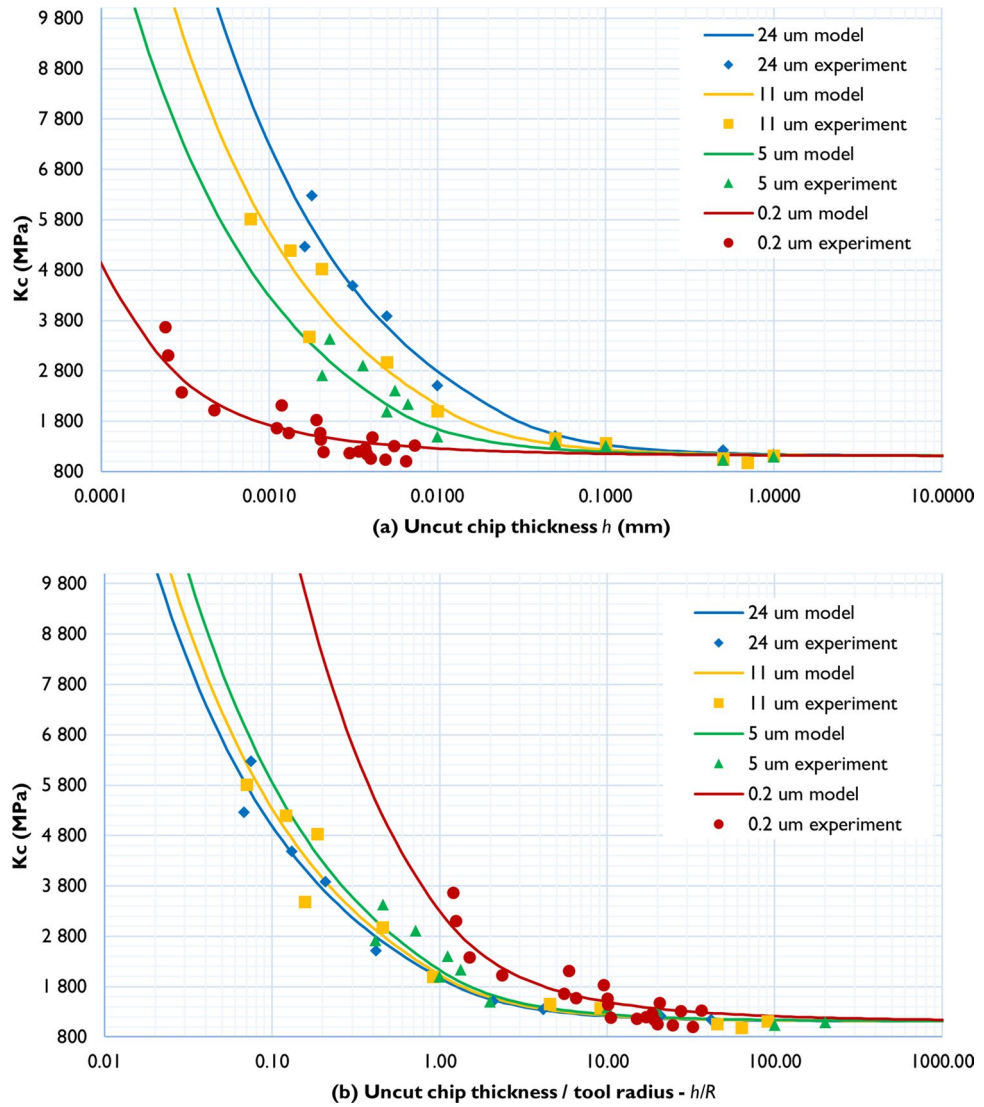 9 800
8 800
7 800
6 800
5 800
4 800
3 800
2 800
1 800
800
Kc (MPa)
24 um model
24 um experiment
11 um model
11 um experiment
5 um model
5 um experiment
0.2 um model
0.2 um experiment
0.0001 0.0010 0.0100 0.1000 1.0000 10.0000
(a) Uncut chip thickness h (mm)
9 800
8 800
7 800
6 800
5 800
4 800
3 800
2 800
1 800
800
Kc (MPa)
24 um model
24 um experiment
11 um model
11 um experiment
5 um model
5 um experiment
0.2 um model
0.2 um experiment
0.01 0.10 1.00 10.00 100.00 1000.00
(b) Uncut chip thickness / tool radius - h/R